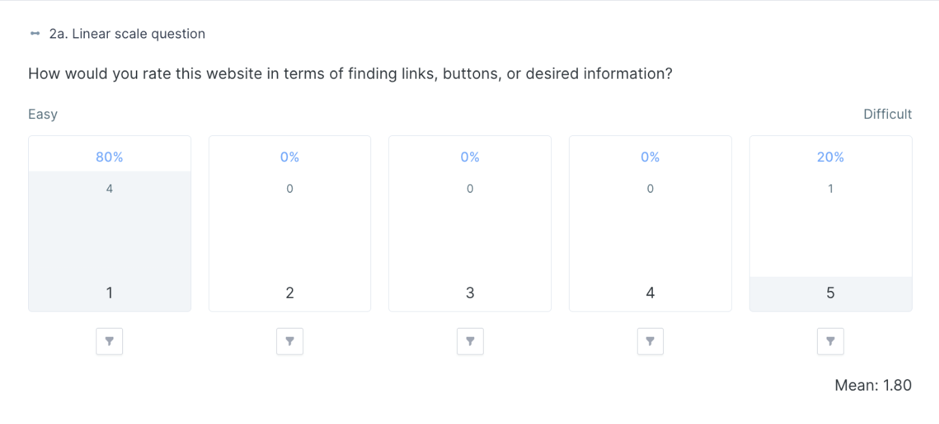 2a. Linear scale question
How would you rate this website in terms of finding links, buttons, or desired information?
Easy Difficult
80% 0% 0% 0% 20%
4 0 0 0 1
1 2 3 4 5
Mean: 1.80